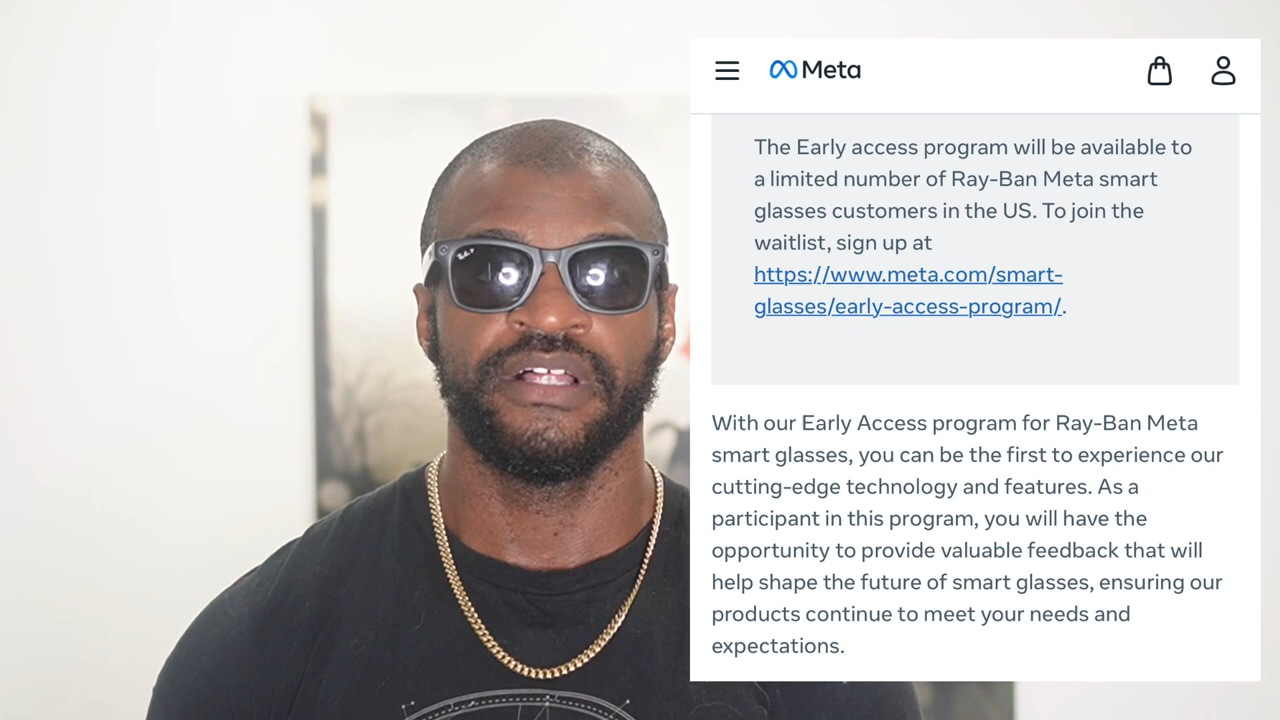 Meta
The Early access program will be available to
a limited number of Ray-Ban Meta smart
glasses customers in the US. To join the
waitlist, sign up at
https://www.meta.com/smart-
glasses/early-access-program/.
With our Early Access program for Ray-Ban Meta
smart glasses, you can be the first to experience our
cutting-edge technology and features. As a
participant in this program, you will have the
opportunity to provide valuable feedback that will
help shape the future of smart glasses, ensuring our
products continue to meet your needs and
expectations.